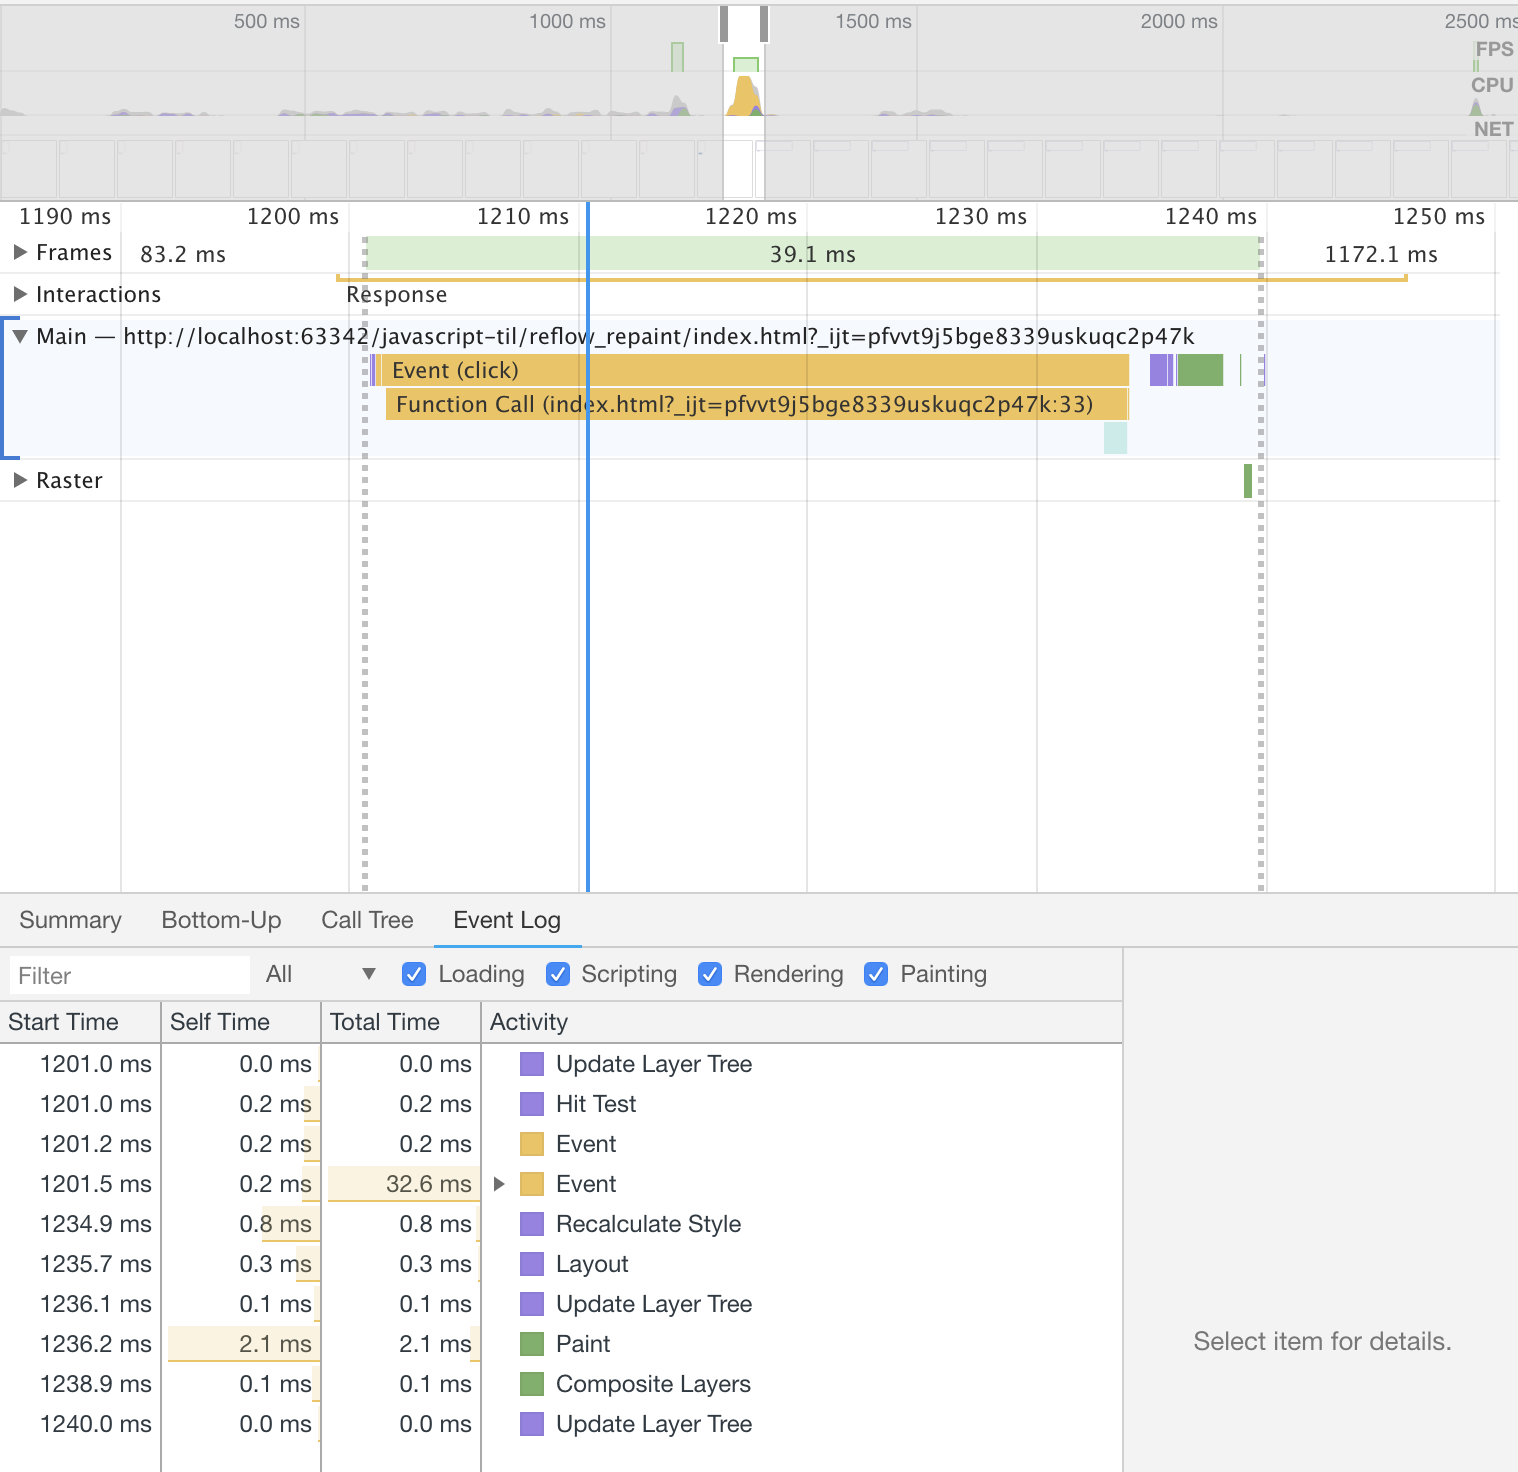 500 ms 1000 ms 1500 ms 2000 ms 2500 ms
FPS
CPU
NET
1190 ms 1200 ms 1210 ms 1220 ms 1230 ms 1240 ms 1250 ms
Frames 83.2 ms 39.1 ms 1172.1 ms
Interactions Response
Main — http://localhost:63342/javascript-til/reflow_repaint/index.html?_ijt=pfvvt9j5bge8339uskuqc2p47k
Event (click)
Function Call (index.html?_ijt=pfvvt9j5bge8339uskuqc2p47k:33)
Raster
Summary Bottom-Up Call Tree Event Log
Filter All Loading Scripting Rendering Painting
Start Time Self Time Total Time Activity
1201.0 ms 0.0 ms 0.0 ms Update Layer Tree
1201.0 ms 0.2 ms 0.2 ms Hit Test
1201.2 ms 0.2 ms 0.2 ms Event
1201.5 ms 0.2 ms 32.6 ms Event
1234.9 ms 0.8 ms 0.8 ms Recalculate Style
1235.7 ms 0.3 ms 0.3 ms Layout
1236.1 ms 0.1 ms 0.1 ms Update Layer Tree
1236.2 ms 2.1 ms 2.1 ms Paint
1238.9 ms 0.1 ms 0.1 ms Composite Layers
1240.0 ms 0.0 ms 0.0 ms Update Layer Tree
Select item for details.